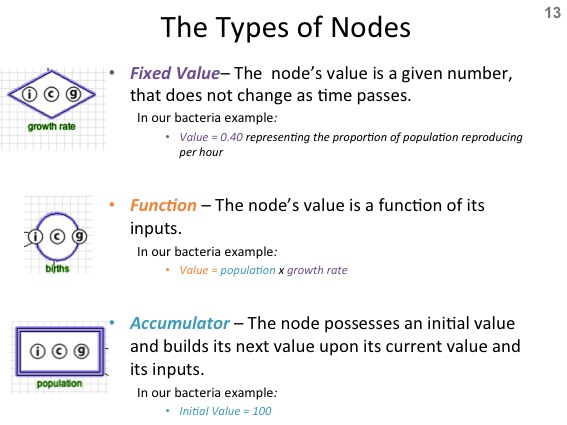 13
The Types of Nodes
i c g
growth rate
• Fixed Value– The node's value is a given number,
that does not change as time passes.
In our bacteria example:
• Value = 0.40 representing the proportion of population reproducing
per hour
i c g
births
• Function – The node's value is a function of its
inputs.
In our bacteria example:
• Value = population x growth rate
i c g
population
• Accumulator – The node possesses an initial value
and builds its next value upon its current value and
its inputs.
In our bacteria example:
• Initial Value = 100